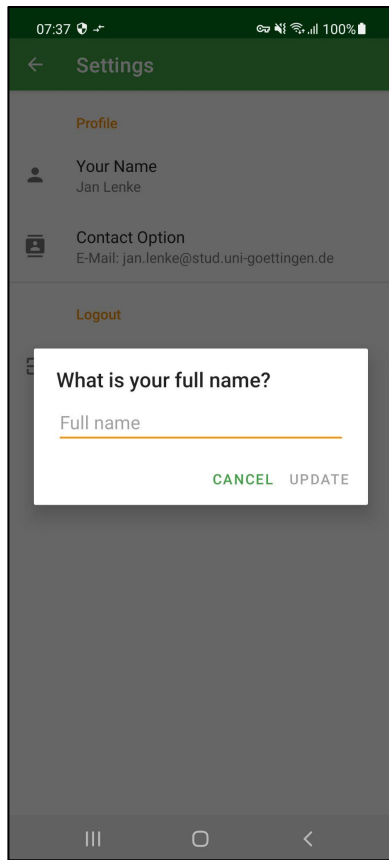 07:37 100%
Settings
Profile
Your Name
Jan Lenke
Contact Option
E-Mail: jan.lenke@stud.uni-goettingen.de
Logout
What is your full name?
Full name
CANCEL UPDATE